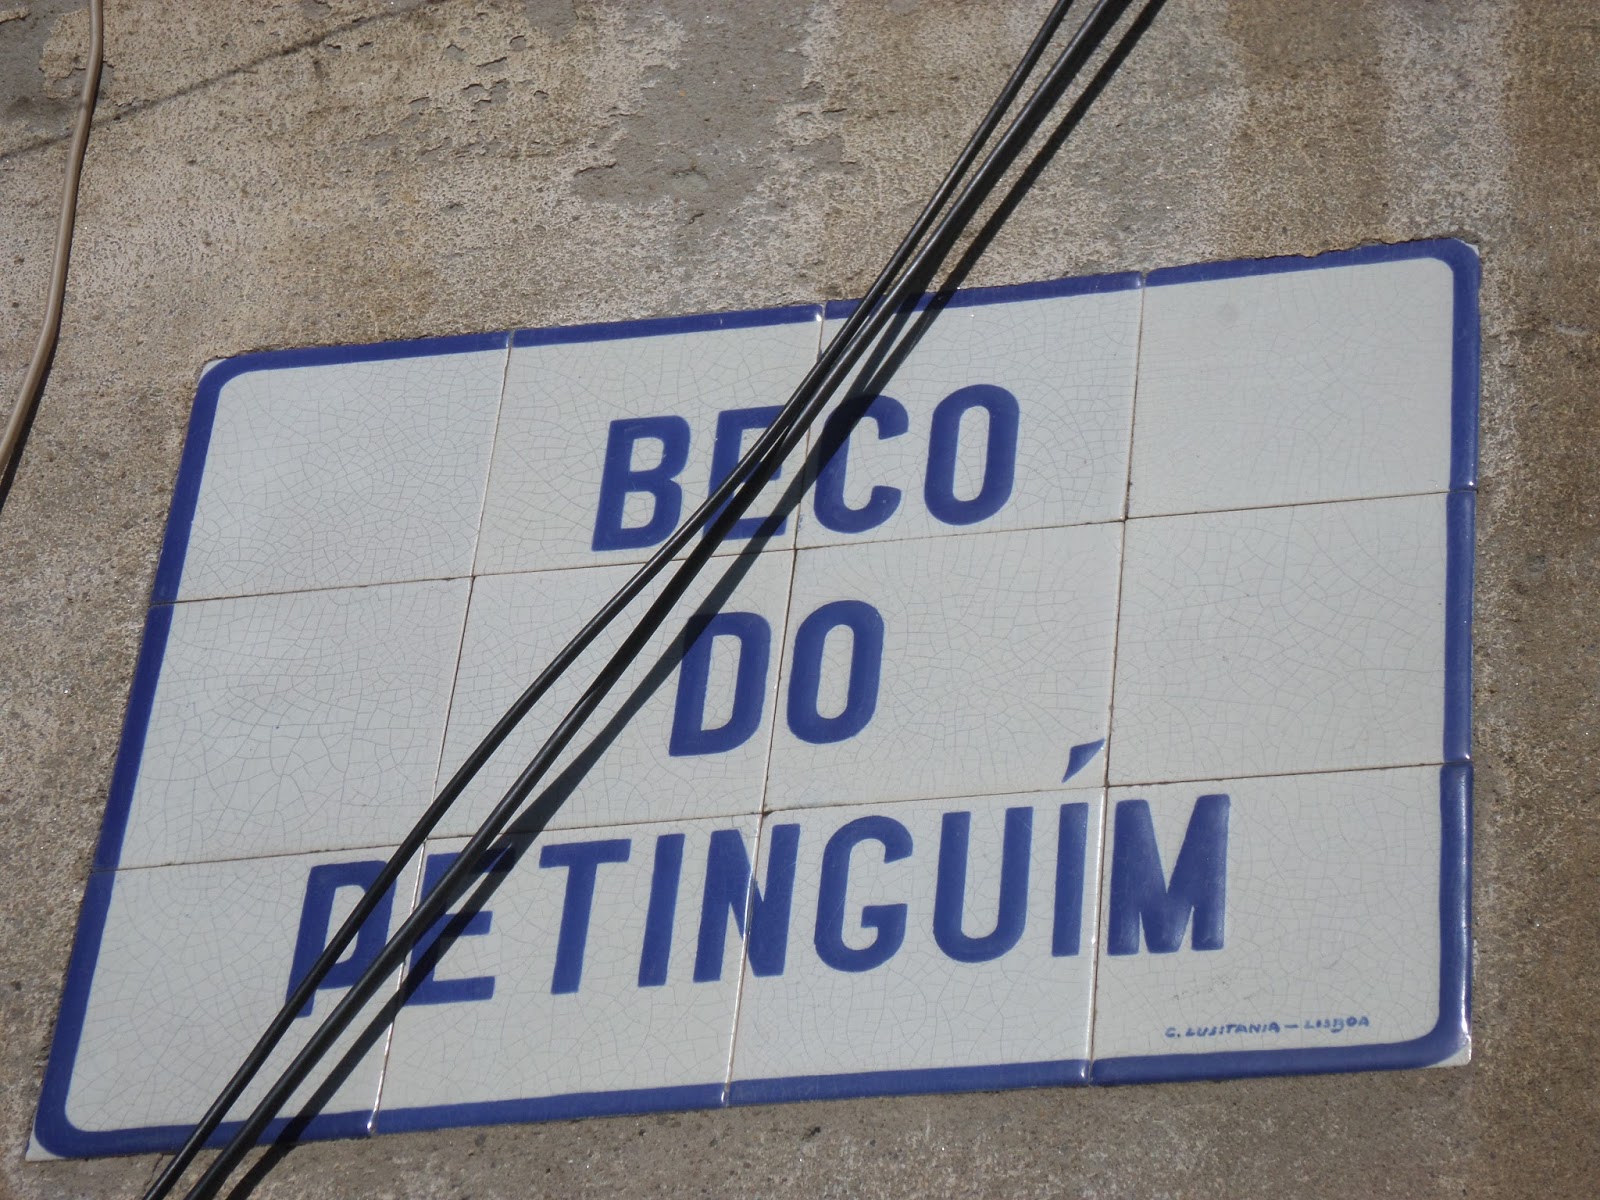 BECO
DO
PETINGUÍM
C. LUSITANIA — LISBOA